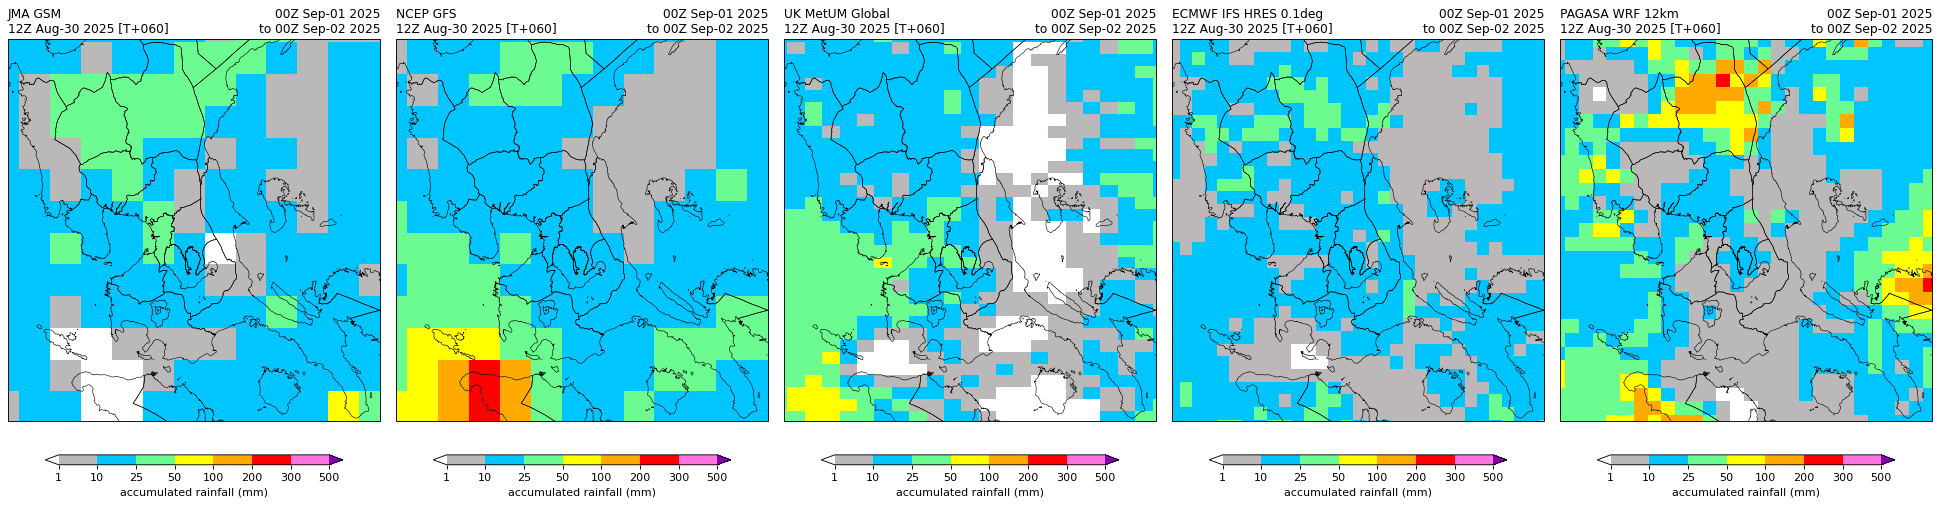 JMA GSM 00Z Sep-01 2025
12Z Aug-30 2025 [T+060] to 00Z Sep-02 2025
1 10 25 50 100 200 300 500
accumulated rainfall (mm)
NCEP GFS 00Z Sep-01 2025
12Z Aug-30 2025 [T+060] to 00Z Sep-02 2025
1 10 25 50 100 200 300 500
accumulated rainfall (mm)
UK MetUM Global 00Z Sep-01 2025
12Z Aug-30 2025 [T+060] to 00Z Sep-02 2025
1 10 25 50 100 200 300 500
accumulated rainfall (mm)
ECMWF IFS HRES 0.1deg 00Z Sep-01 2025
12Z Aug-30 2025 [T+060] to 00Z Sep-02 2025
1 10 25 50 100 200 300 500
accumulated rainfall (mm)
PAGASA WRF 12km 00Z Sep-01 2025
12Z Aug-30 2025 [T+060] to 00Z Sep-02 2025
1 10 25 50 100 200 300 500
accumulated rainfall (mm)